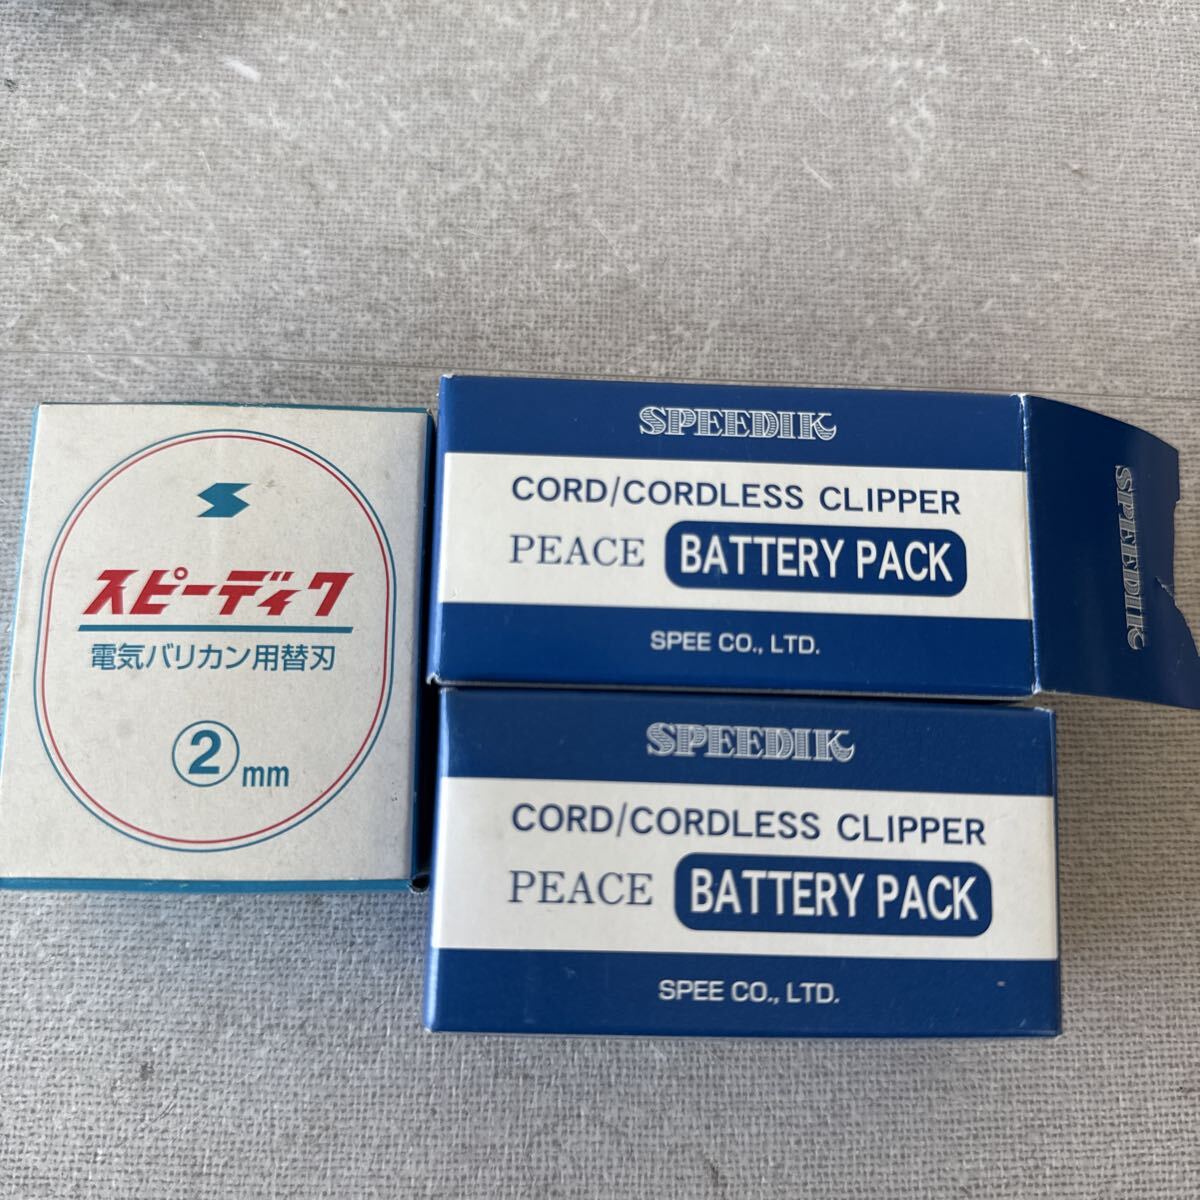 スピーディク
電気バリカン用替刃
②mm
SPEEDIK
CORD/CORDLESS CLIPPER
PEACE BATTERY PACK
SPEE CO., LTD.
SPEEDIK
SPEEDIK
CORD/CORDLESS CLIPPER
PEACE BATTERY PACK
SPEE CO., LTD.